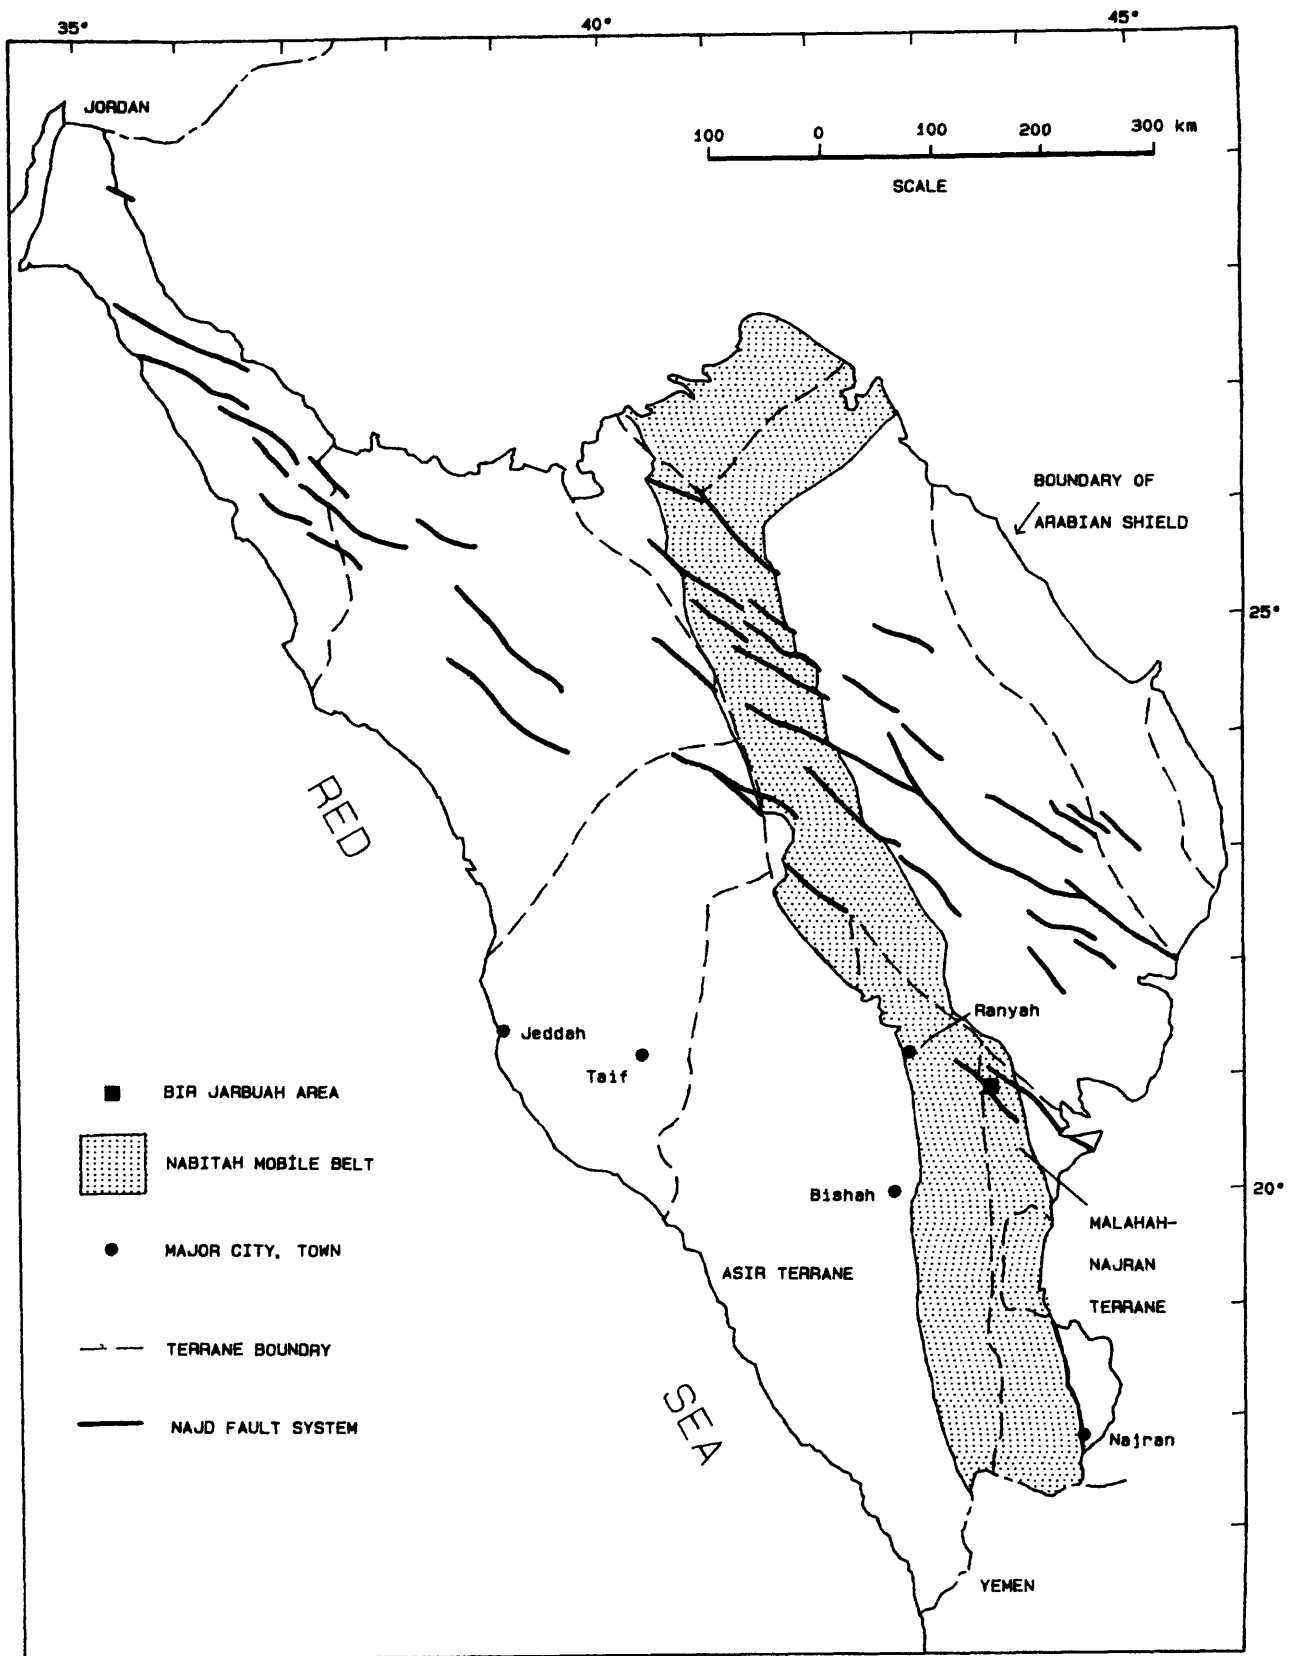 35° 40° 45°
JORDAN
100 0 100 200 300 km
SCALE
BOUNDARY OF
ARABIAN SHIELD
25°
RED
Ranyah
Jeddah
Taif
BIR JARBUAH AREA
NABITAH MOBILE BELT
Bishah
20°
MALAHAH-
NAJRAN
TERRANE
MAJOR CITY, TOWN
ASIR TERRANE
TERRANE BOUNDRY
SEA
NAJD FAULT SYSTEM
Najran
YEMEN